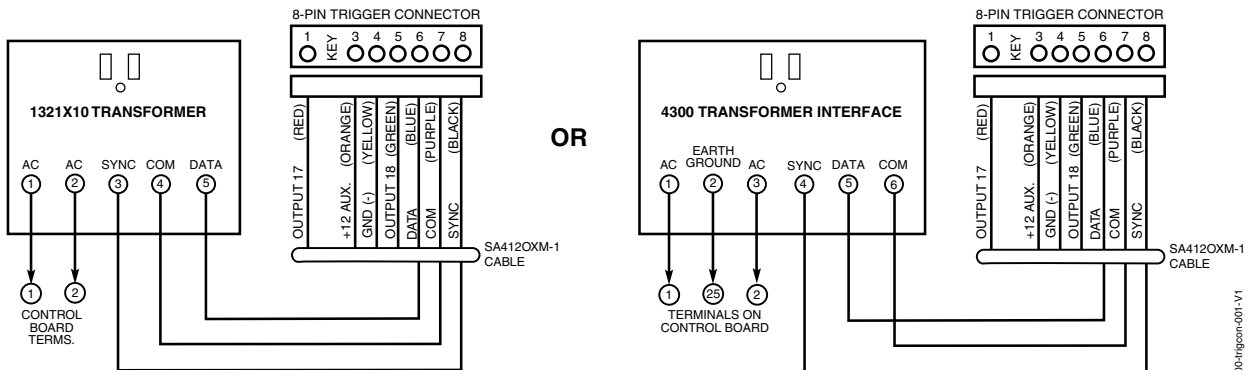 8-PIN TRIGGER CONNECTOR
1 KEY 3 4 5 6 7 8
1321X10 TRANSFORMER
AC AC SYNC COM DATA
1 2 3 4 5
OUTPUT 17 (RED)
+12 AUX. (ORANGE)
GND (-) (YELLOW)
OUTPUT 18 (GREEN)
DATA (BLUE)
COM (PURPLE)
SYNC (BLACK)
SA412OXM-1
CABLE
1 2
CONTROL
BOARD
TERMS.
OR
8-PIN TRIGGER CONNECTOR
1 KEY 3 4 5 6 7 8
4300 TRANSFORMER INTERFACE
AC EARTH GROUND AC SYNC DATA COM
1 2 3 4 5 6
OUTPUT 17 (RED)
+12 AUX. (ORANGE)
GND (-) (YELLOW)
OUTPUT 18 (GREEN)
DATA (BLUE)
COM (PURPLE)
SYNC (BLACK)
SA412OXM-1
CABLE
1 25 2
TERMINALS ON
CONTROL BOARD